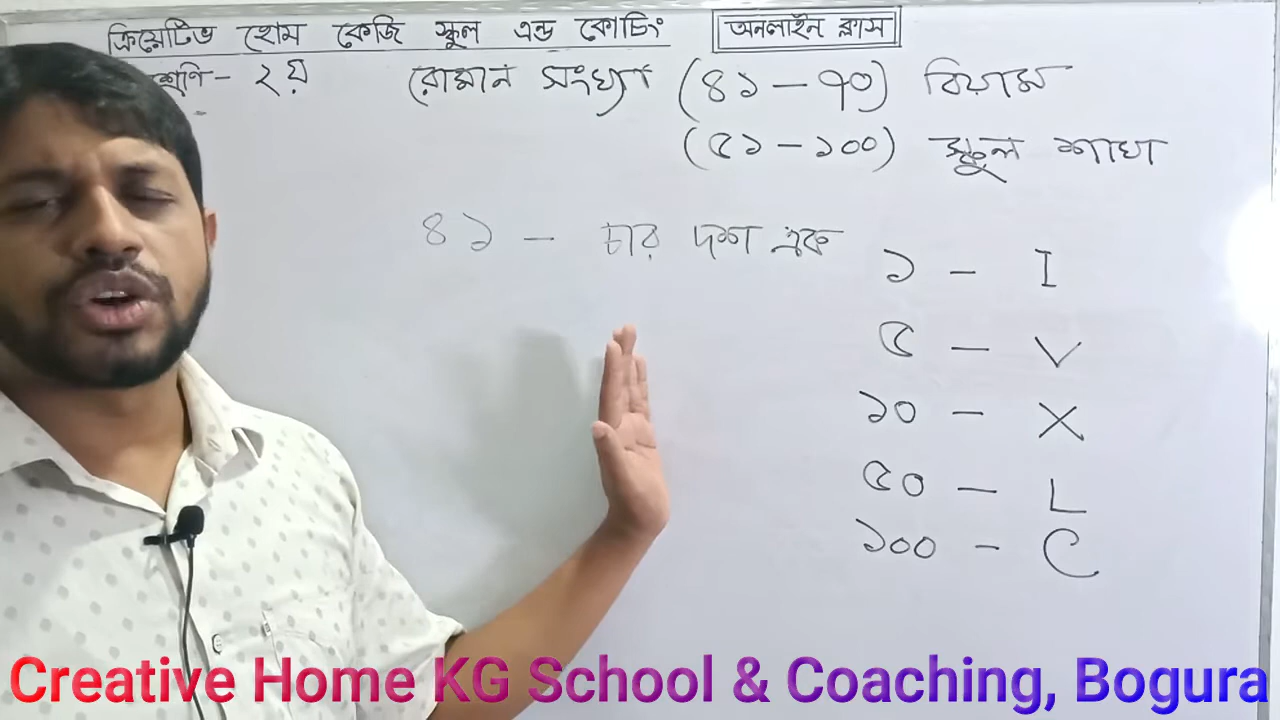 ক্রিয়েটিভ হোম কেজি স্কুল এন্ড কোচিং অনলাইন ক্লাস
শ্রেণি - ২য় রোমান সংখ্যা (৪১ - ৭০) বিয়াম
(৫১ - ১০০) স্কুল শাখা
৪১ - চার দশ এক
১ - I
৫ - V
১০ - X
৫০ - L
১০০ - C
Creative Home KG School & Coaching, Bogura